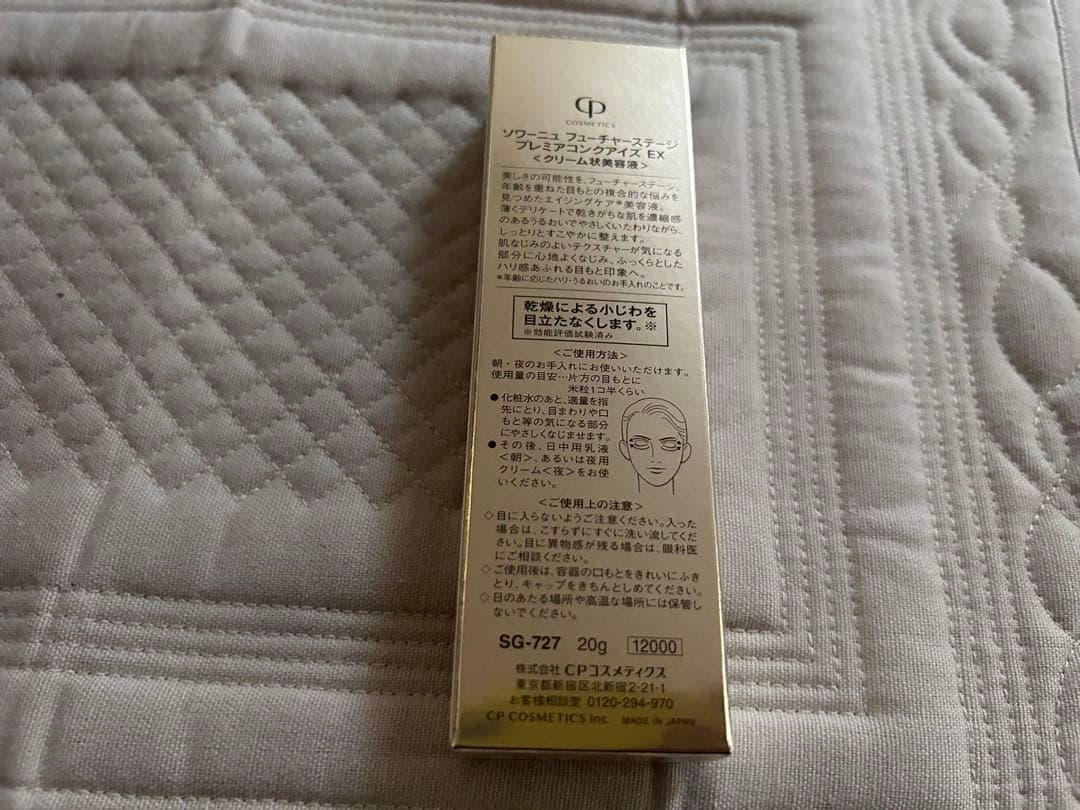 CP
COSMETICS
ソワーニュ フューチャーステージ
プレミアコンクアイズ EX
<クリーム状美容液>
美しさの可能性を、フューチャーステージ。
年齢を重ねた目もとの複合的な悩みを
見つめたエイジングケア*美容液。
薄くデリケートで乾きがちな肌を濃縮感
のあるうるおいでやさしくいたわりながら、
しっとりとすこやかに整えます。
肌なじみのよいテクスチャーが気になる
部分に心地よくなじみ、ふっくらとした
ハリ感あふれる目もと印象へ。
*年齢に応じたハリ・うるおいのお手入れのことです。
乾燥による小じわを
目立たなくします。※
※効能評価試験済み
<ご使用方法>
朝・夜のお手入れにお使いいただけます。
使用量の目安…片方の目もとに
米粒1コ半くらい
●化粧水のあと、適量を指
先にとり、目まわりや口
もと等の気になる部分
にやさしくなじませます。
●その後、日中用乳液
<朝>、あるいは夜用
クリーム<夜>をお使
いください。
<ご使用上の注意>
◇目に入らないようご注意ください。入った
場合は、こすらずにすぐに洗い流してくだ
さい。目に異物感が残る場合は、眼科医
にご相談ください。
◇ご使用後は、容器の口もとをきれいにふき
とり、キャップをきちんとしめてください。
◇日のあたる場所や高温な場所には保管し
ないでください。
SG-727 20g 12000
株式会社 CPコスメティクス
東京都新宿区北新宿2-21-1
お客様相談室 0120-294-970
CP COSMETICS Inc. MADE IN JAPAN